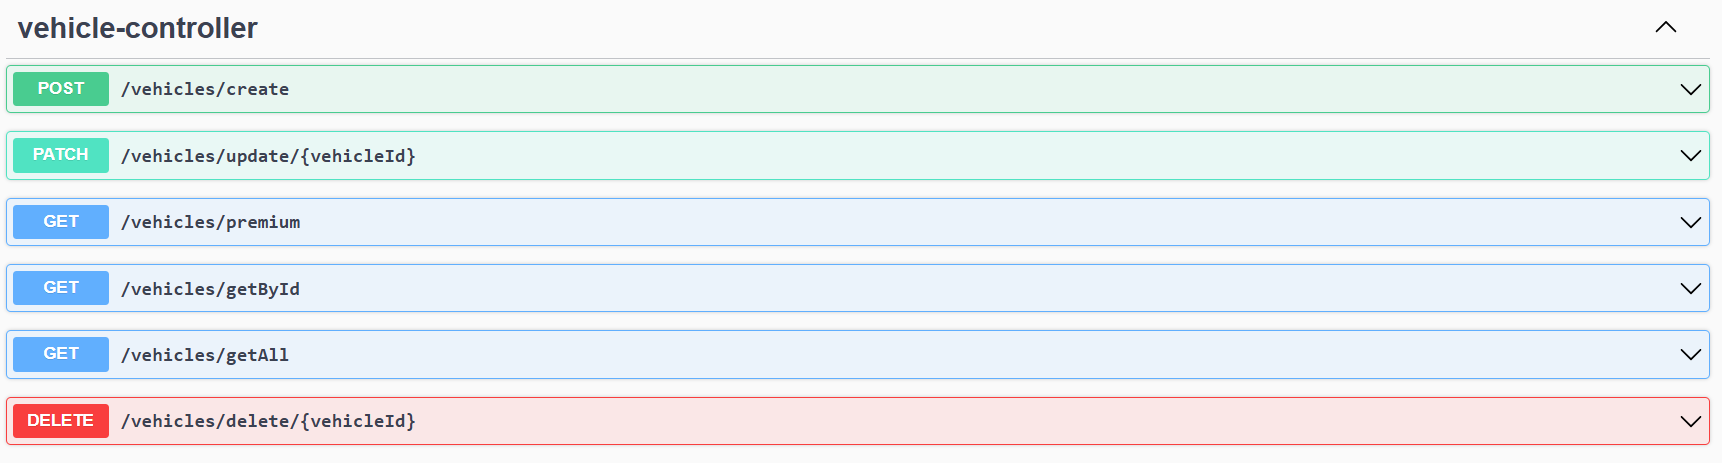 vehicle-controller
POST /vehicles/create
PATCH /vehicles/update/{vehicleId}
GET /vehicles/premium
GET /vehicles/getById
GET /vehicles/getAll
DELETE /vehicles/delete/{vehicleId}